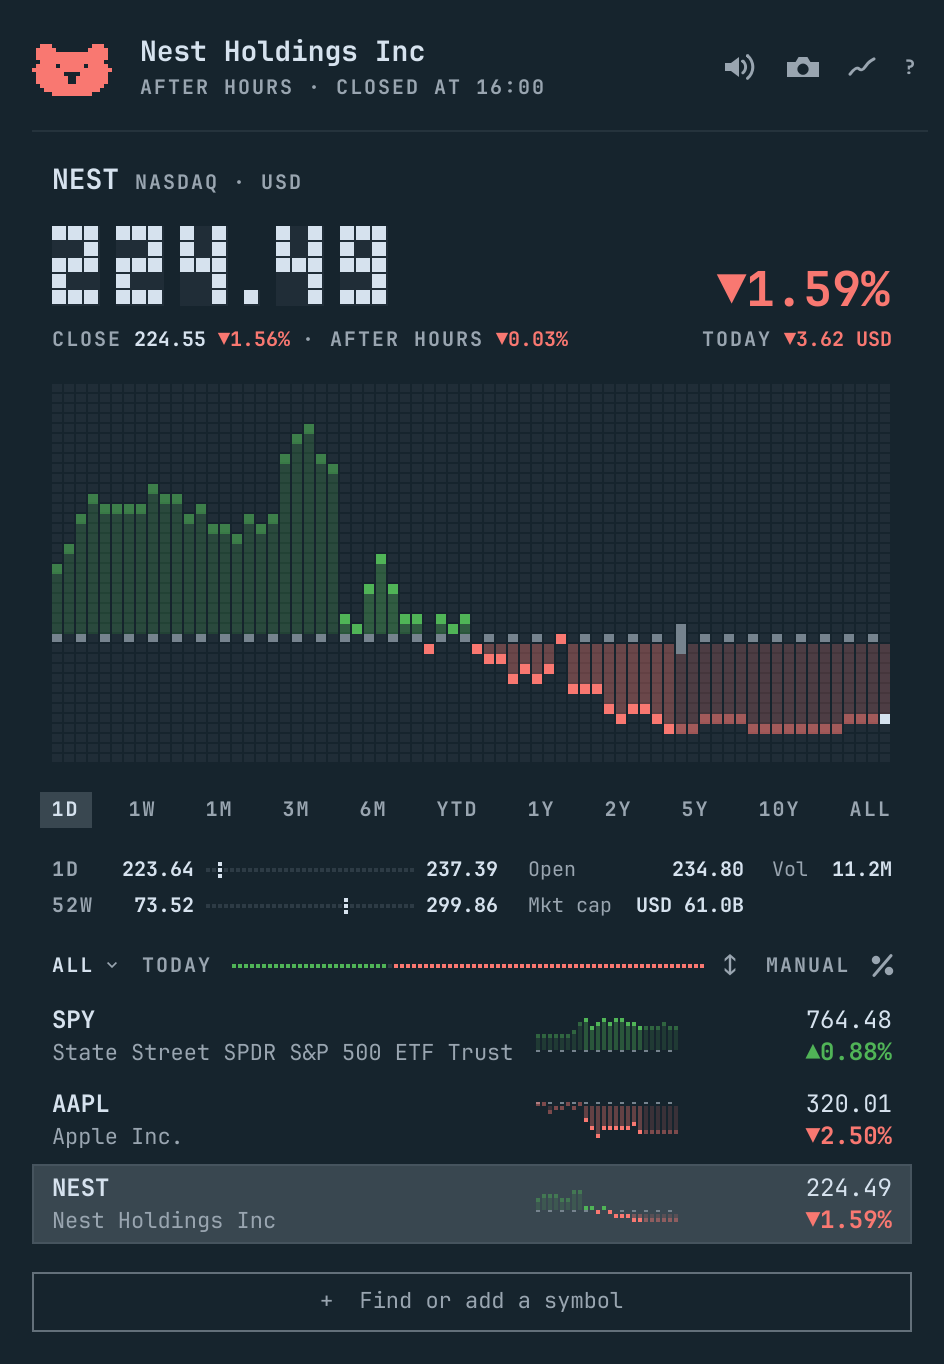 Nest Holdings Inc
AFTER HOURS · CLOSED AT 16:00
?
NEST NASDAQ · USD
224.49
▼1.59%
CLOSE 224.55 ▼1.56% · AFTER HOURS ▼0.03%
TODAY ▼3.62 USD
1D 1W 1M 3M 6M YTD 1Y 2Y 5Y 10Y ALL
1D 223.64 237.39 Open 234.80 Vol 11.2M
52W 73.52 299.86 Mkt cap USD 61.0B
ALL TODAY MANUAL %
SPY 764.48
State Street SPDR S&P 500 ETF Trust ▲0.88%
AAPL 320.01
Apple Inc. ▼2.50%
NEST 224.49
Nest Holdings Inc ▼1.59%
+ Find or add a symbol